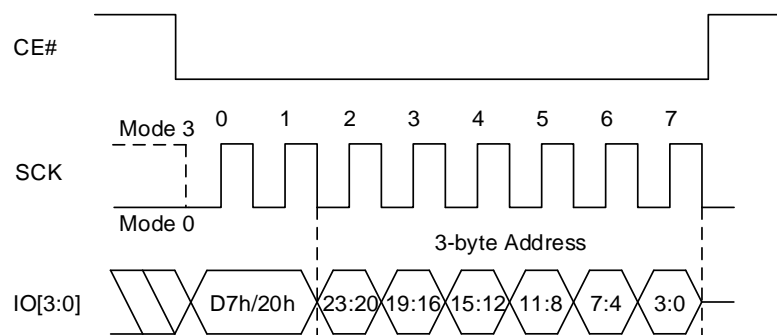 CE#
Mode 3
0 1 2 3 4 5 6 7
SCK
Mode 0
3-byte Address
IO[3:0] D7h/20h 23:20 19:16 15:12 11:8 7:4 3:0